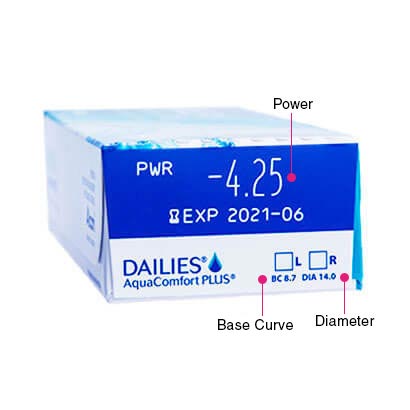 Power
PWR -4.25
EXP 2021-06
DAILIES®
AquaComfort PLUS®
L R
BC 8.7 DIA 14.0
Base Curve
Diameter